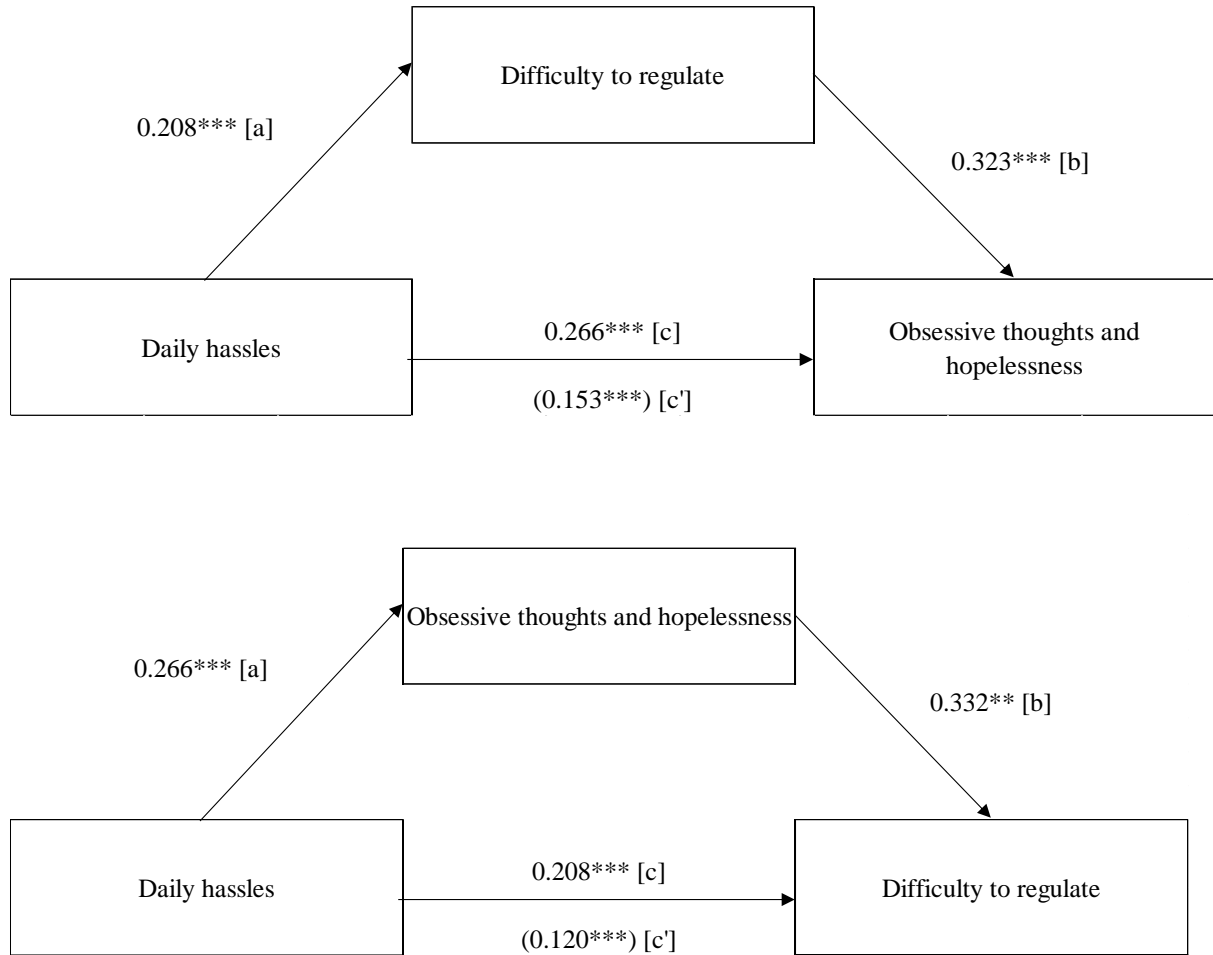 Difficulty to regulate
0.208*** [a]
0.323*** [b]
Daily hassles
0.266*** [c]
(0.153***) [c']
Obsessive thoughts and
hopelessness
Obsessive thoughts and hopelessness
0.266*** [a]
0.332** [b]
Daily hassles
0.208*** [c]
(0.120***) [c']
Difficulty to regulate